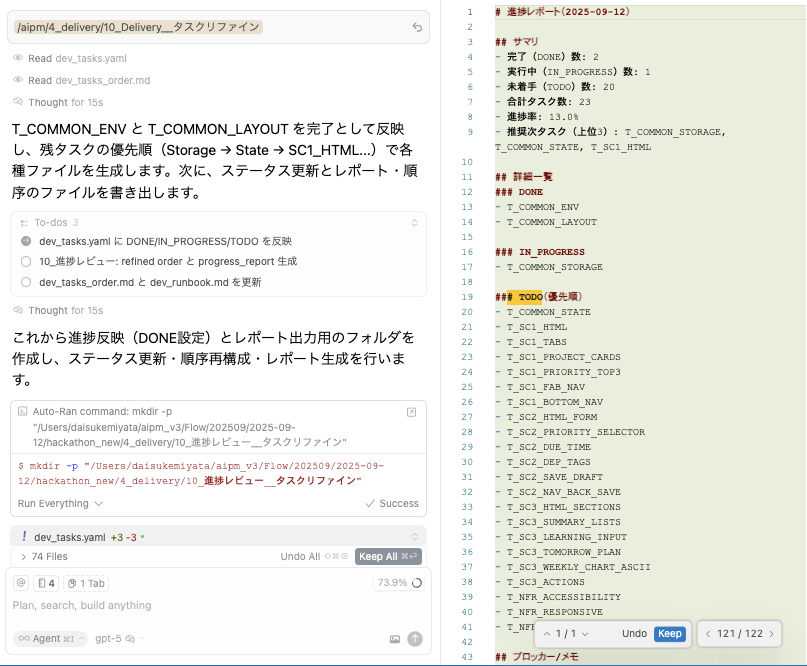 /aipm/4_delivery/10_Delivery__タスクリファイン
Read dev_tasks.yaml
Read dev_tasks_order.md
Thought for 15s
T_COMMON_ENV と T_COMMON_LAYOUT を完了として反映
し、残タスクの優先順（Storage → State → SC1_HTML…）で各
種ファイルを生成します。次に、ステータス更新とレポート・順
序のファイルを書き出します。
To-dos 3
dev_tasks.yaml に DONE/IN_PROGRESS/TODO を反映
10_進捗レビュー: refined order と progress_report 生成
dev_tasks_order.md と dev_runbook.md を更新
Thought for 15s
これから進捗反映（DONE設定）とレポート出力用のフォルダを
作成し、ステータス更新・順序再構成・レポート生成を行いま
す。
Auto-Ran command: mkdir -p
"/Users/daisukemiyata/aipm_v3/Flow/202509/2025-09-
12/hackathon_new/4_delivery/10_進捗レビュー__タスクリファイン"
$ mkdir -p "/Users/daisukemiyata/aipm_v3/Flow/202509/2025-09-
12/hackathon_new/4_delivery/10_進捗レビュー__タスクリファイン"
Run Everything
Success
! dev_tasks.yaml +3 -3 •
74 Files
Undo All
Keep All
@ 4 1 Tab
73.9%
Plan, search, build anything
Agent ⌘I
gpt-5
1 # 進捗レポート(2025-09-12)
2
3 ## サマリ
4 - 完了（DONE）数: 2
5 - 実行中（IN_PROGRESS）数: 1
6 - 未着手（TODO）数: 20
7 - 合計タスク数: 23
8 - 進捗率: 13.0%
9 - 推奨次タスク（上位3）: T_COMMON_STORAGE,
T_COMMON_STATE, T_SC1_HTML
10
11 ## 詳細一覧
12 ### DONE
13 - T_COMMON_ENV
14 - T_COMMON_LAYOUT
15
16 ### IN_PROGRESS
17 - T_COMMON_STORAGE
18
19 ### TODO(優先順)
20 - T_COMMON_STATE
21 - T_SC1_HTML
22 - T_SC1_TABS
23 - T_SC1_PROJECT_CARDS
24 - T_SC1_PRIORITY_TOP3
25 - T_SC1_FAB_NAV
26 - T_SC1_BOTTOM_NAV
27 - T_SC2_HTML_FORM
28 - T_SC2_PRIORITY_SELECTOR
29 - T_SC2_DUE_TIME
30 - T_SC2_DEP_TAGS
31 - T_SC2_SAVE_DRAFT
32 - T_SC2_NAV_BACK_SAVE
33 - T_SC3_HTML_SECTIONS
34 - T_SC3_SUMMARY_LISTS
35 - T_SC3_LEARNING_INPUT
36 - T_SC3_TOMORROW_PLAN
37 - T_SC3_WEEKLY_CHART_ASCII
38 - T_SC3_ACTIONS
39 - T_NFR_ACCESSIBILITY
40 - T_NFR_RESPONSIVE
41 - T_NFR
42
43 ## ブロッカー/メモ
1 / 1
Undo
Keep
121 / 122